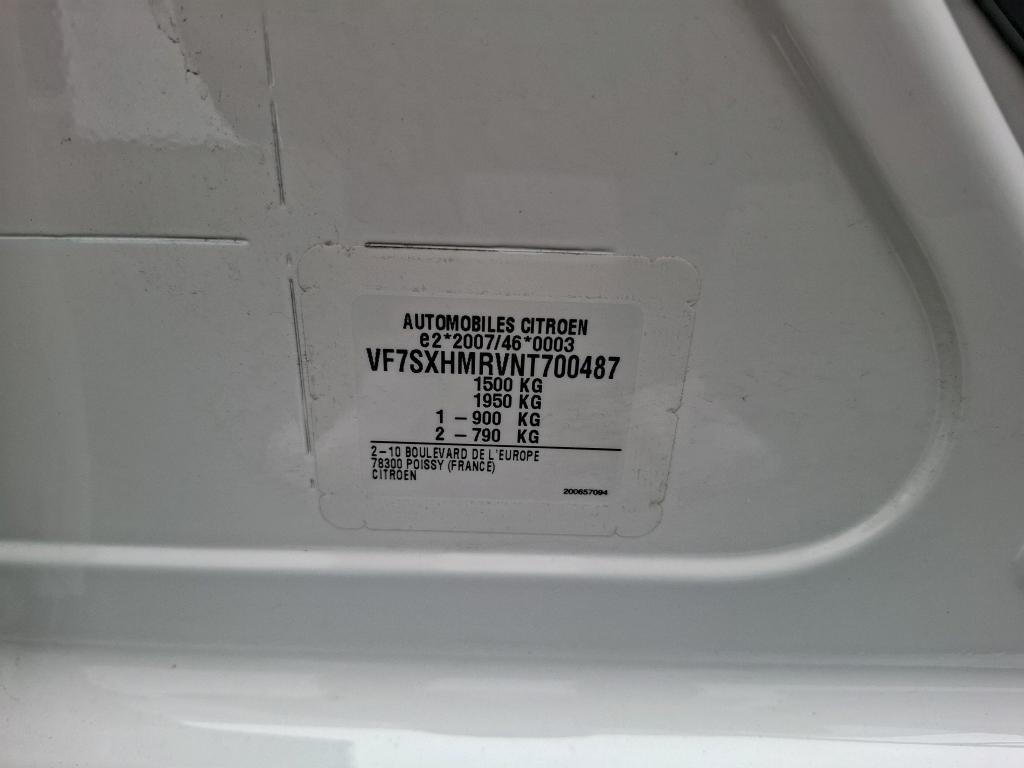 AUTOMOBILES CITROEN
e2*2007/46*0003
VF7SXHMRVNT700487
1500 KG
1950 KG
1 – 900 KG
2 – 790 KG
2–10 BOULEVARD DE L'EUROPE
78300 POISSY (FRANCE)
CITROEN
200657094